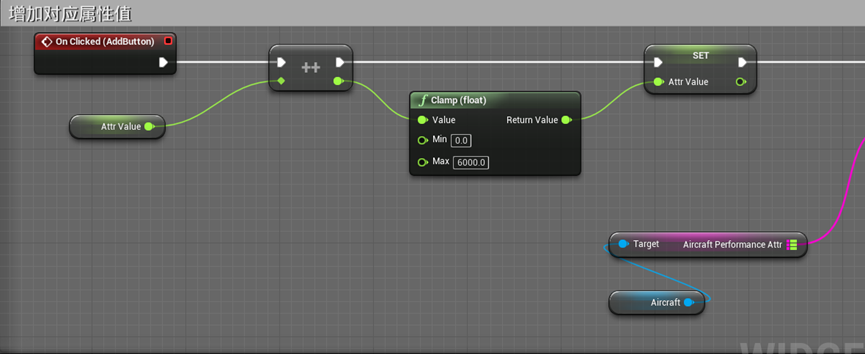 增加对应属性值
On Clicked (AddButton)
++
SET
Attr Value
Attr Value
Clamp (float)
Value
Return Value
Min 0.0
Max 6000.0
Target
Aircraft Performance Attr
Aircraft